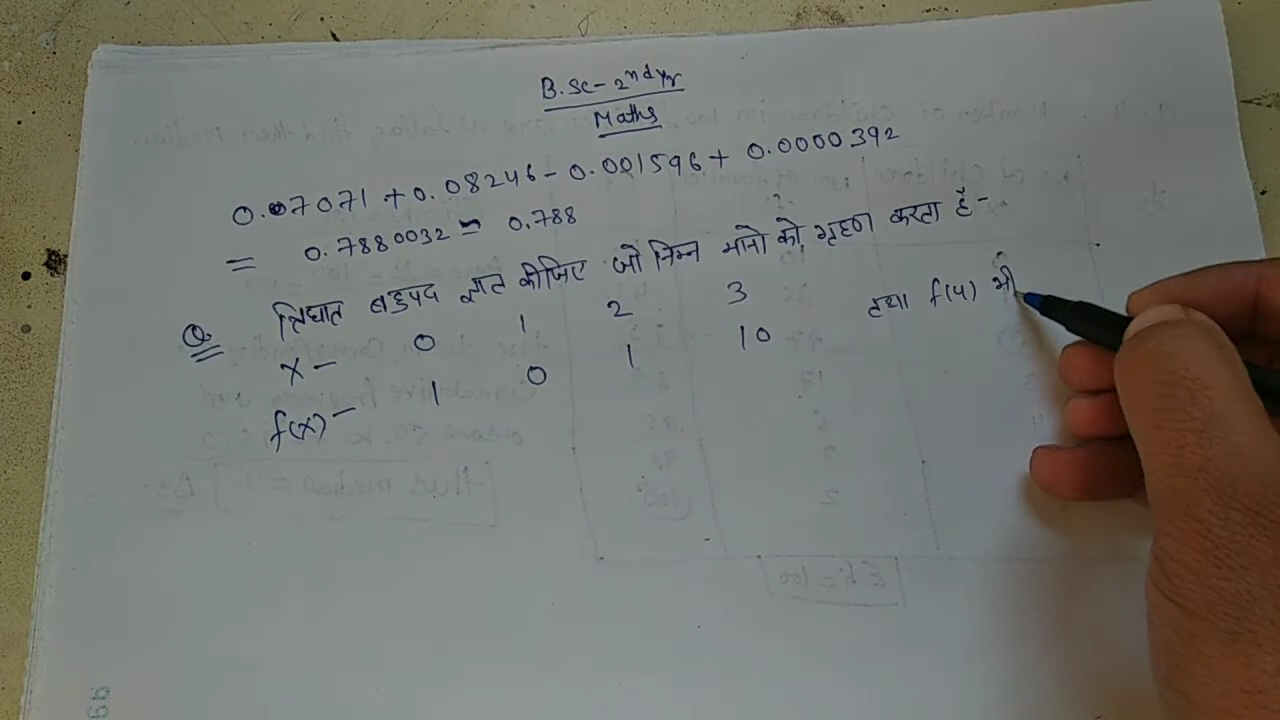 B.Sc- 2nd yr
Maths
0.07071 + 0.08246 - 0.001596 + 0.0000392
= 0.7880032 ≈ 0.788
Q. त्रिघात बहुपद ज्ञात कीजिए जो निम्न मानो को ग्रहण करता है -
x - 0 1 2 3 तथा f(4) भी
f(x) - 1 0 1 10